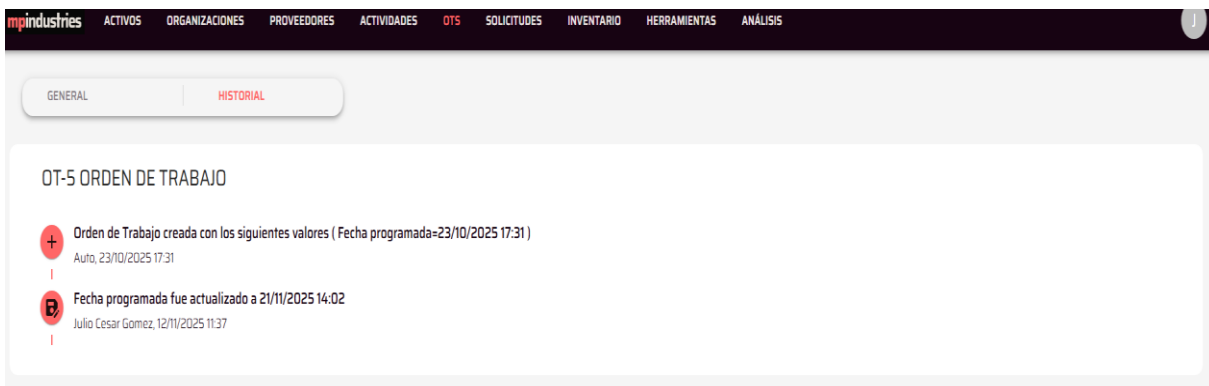 mpindustries ACTIVOS ORGANIZACIONES PROVEEDORES ACTIVIDADES OTS SOLICITUDES INVENTARIO HERRAMIENTAS ANÁLISIS J
GENERAL HISTORIAL
OT-5 ORDEN DE TRABAJO
Orden de Trabajo creada con los siguientes valores ( Fecha programada=23/10/2025 17:31 )
Auto, 23/10/2025 17:31
Fecha programada fue actualizado a 21/11/2025 14:02
Julio Cesar Gomez, 12/11/2025 11:37